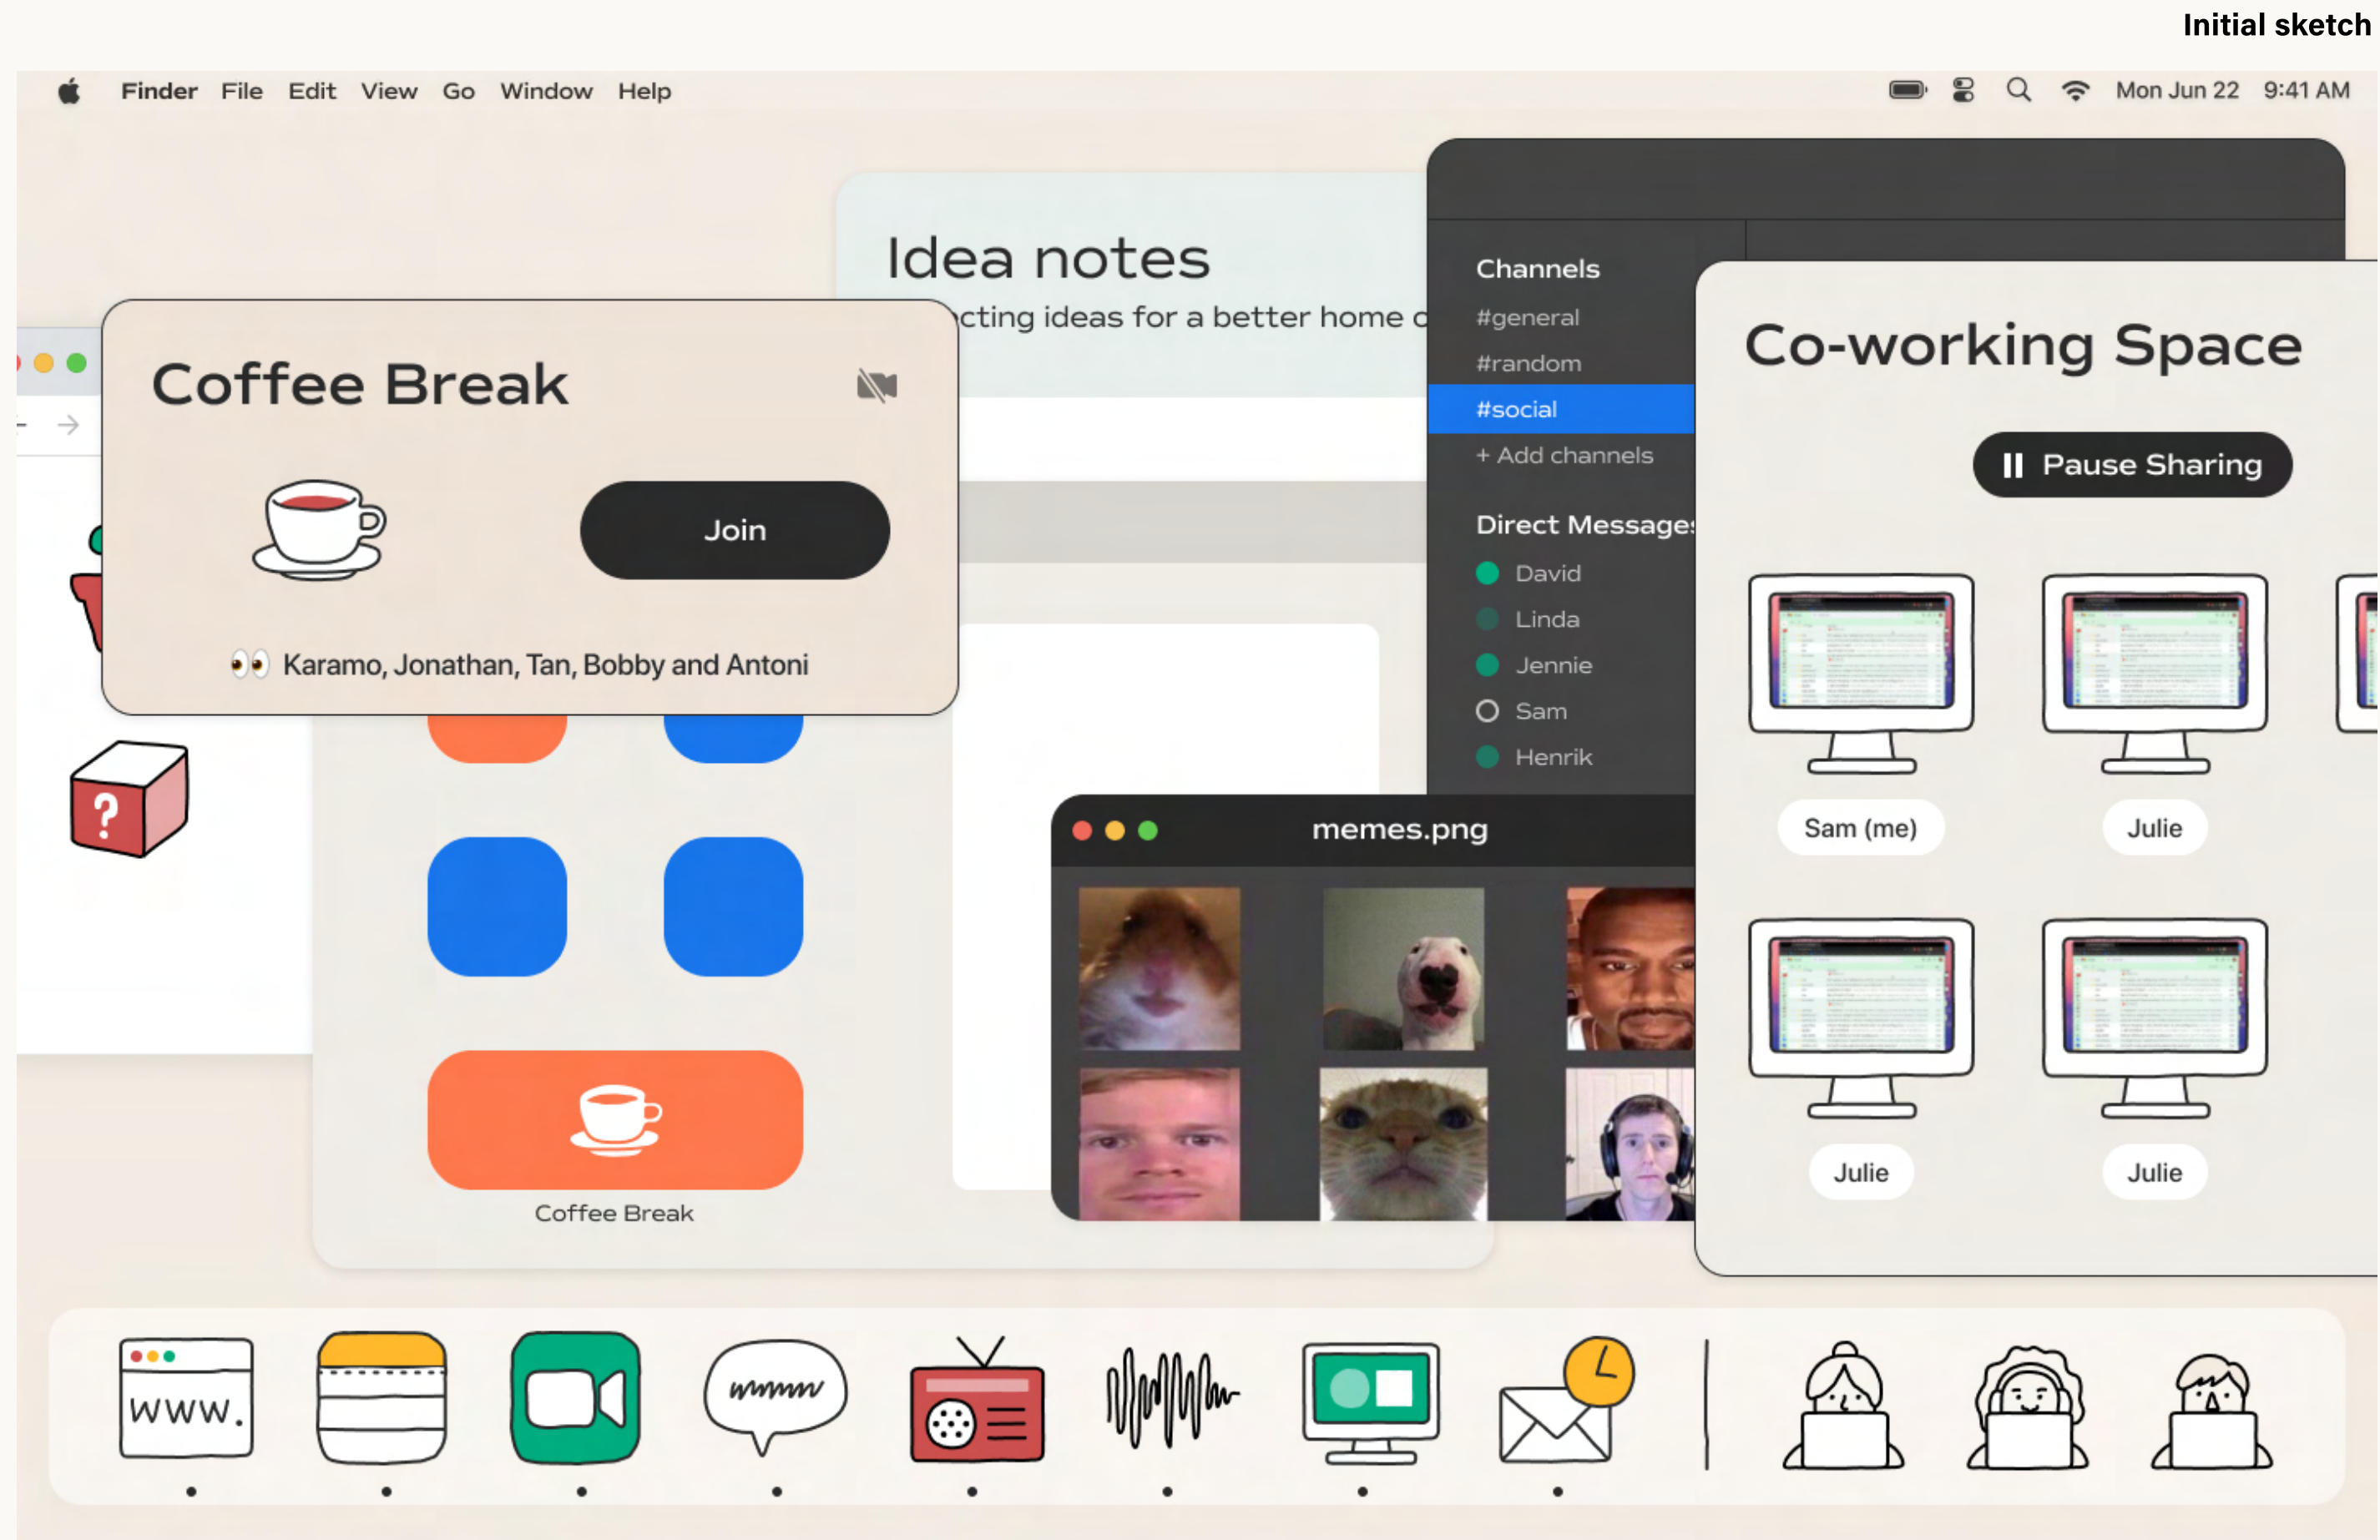 Initial sketch
Finder File Edit View Go Window Help
Mon Jun 22 9:41 AM
Idea notes
cting ideas for a better home
Coffee Break
Join
👀 Karamo, Jonathan, Tan, Bobby and Antoni
Channels
#general
#random
#social
+ Add channels
Direct Messages
David
Linda
Jennie
Sam
Henrik
Co-working Space
Pause Sharing
Sam (me)
Julie
Julie
Julie
memes.png
?
Coffee Break
www.